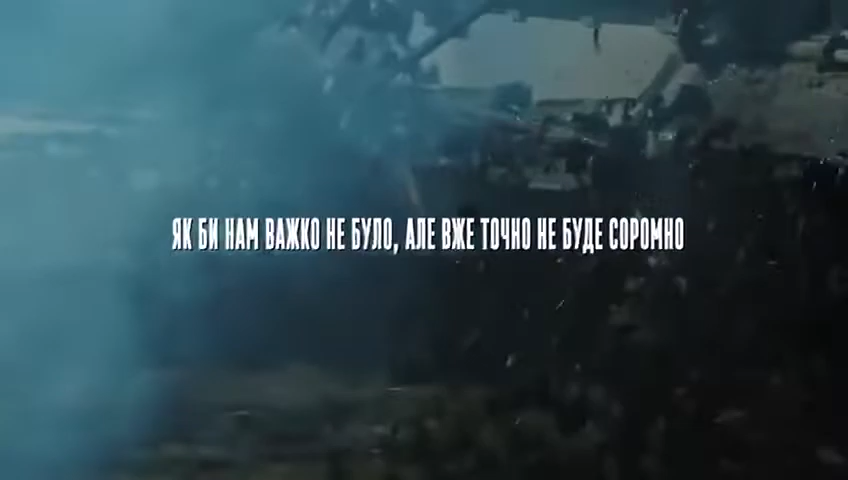 ЯК БИ НАМ ВАЖКО НЕ БУЛО, АЛЕ ВЖЕ ТОЧНО НЕ БУДЕ СОРОМНО